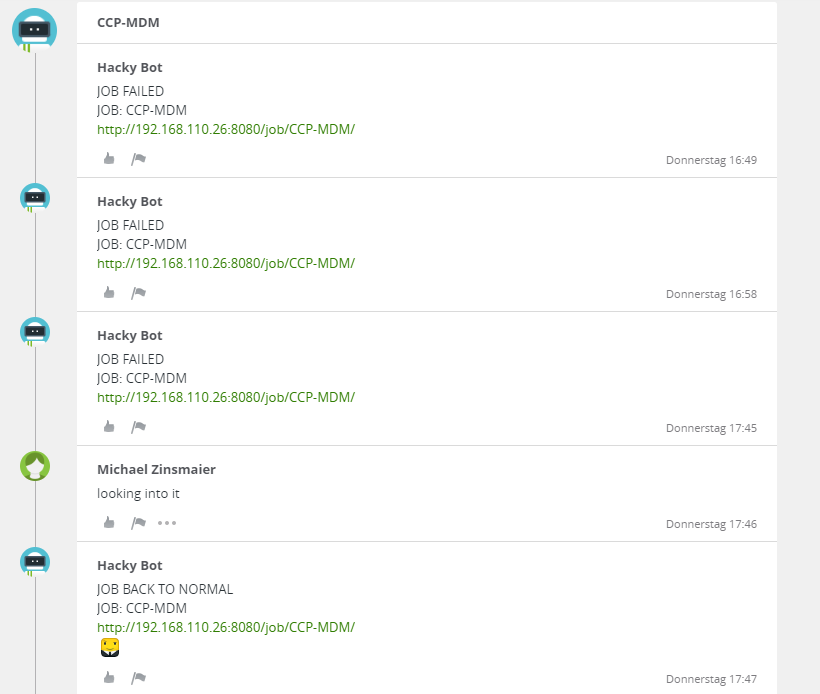 CCP-MDM
Hacky Bot
JOB FAILED
JOB: CCP-MDM
http://192.168.110.26:8080/job/CCP-MDM/
Donnerstag 16:49
Hacky Bot
JOB FAILED
JOB: CCP-MDM
http://192.168.110.26:8080/job/CCP-MDM/
Donnerstag 16:58
Hacky Bot
JOB FAILED
JOB: CCP-MDM
http://192.168.110.26:8080/job/CCP-MDM/
Donnerstag 17:45
Michael Zinsmaier
looking into it
Donnerstag 17:46
Hacky Bot
JOB BACK TO NORMAL
JOB: CCP-MDM
http://192.168.110.26:8080/job/CCP-MDM/
Donnerstag 17:47